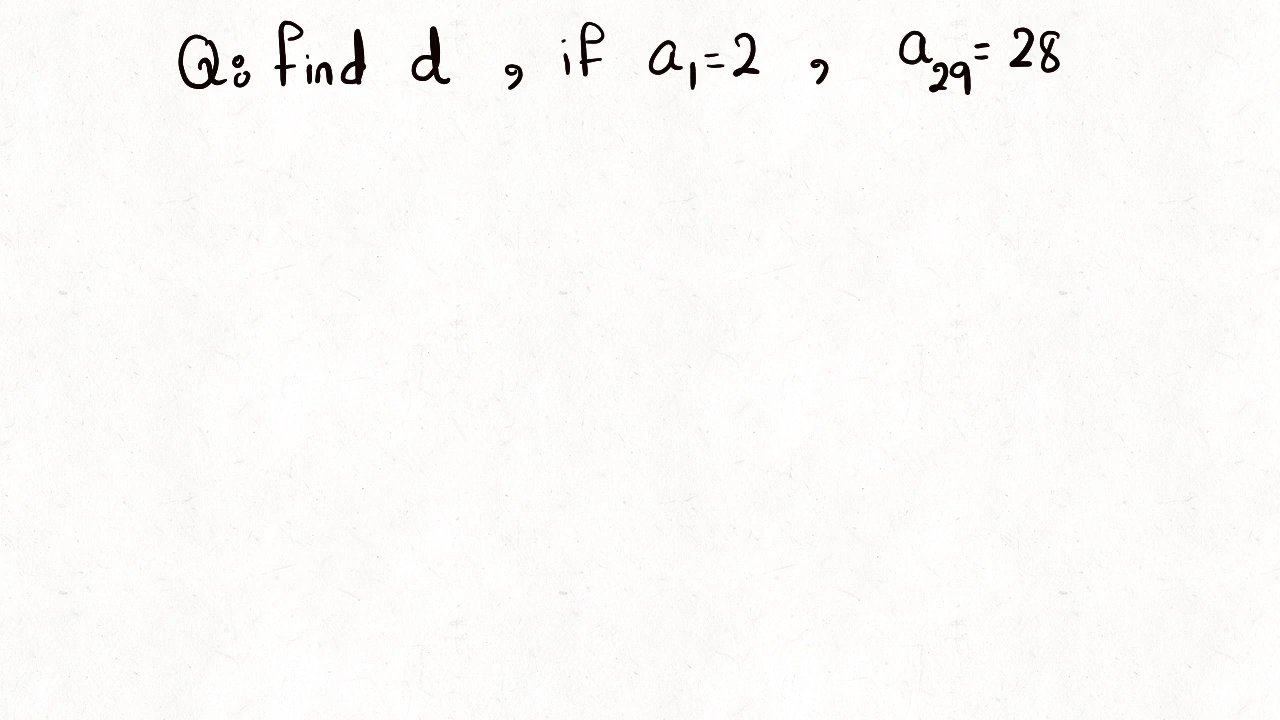 Q: find d , if a₁=2 , a₂₉= 28